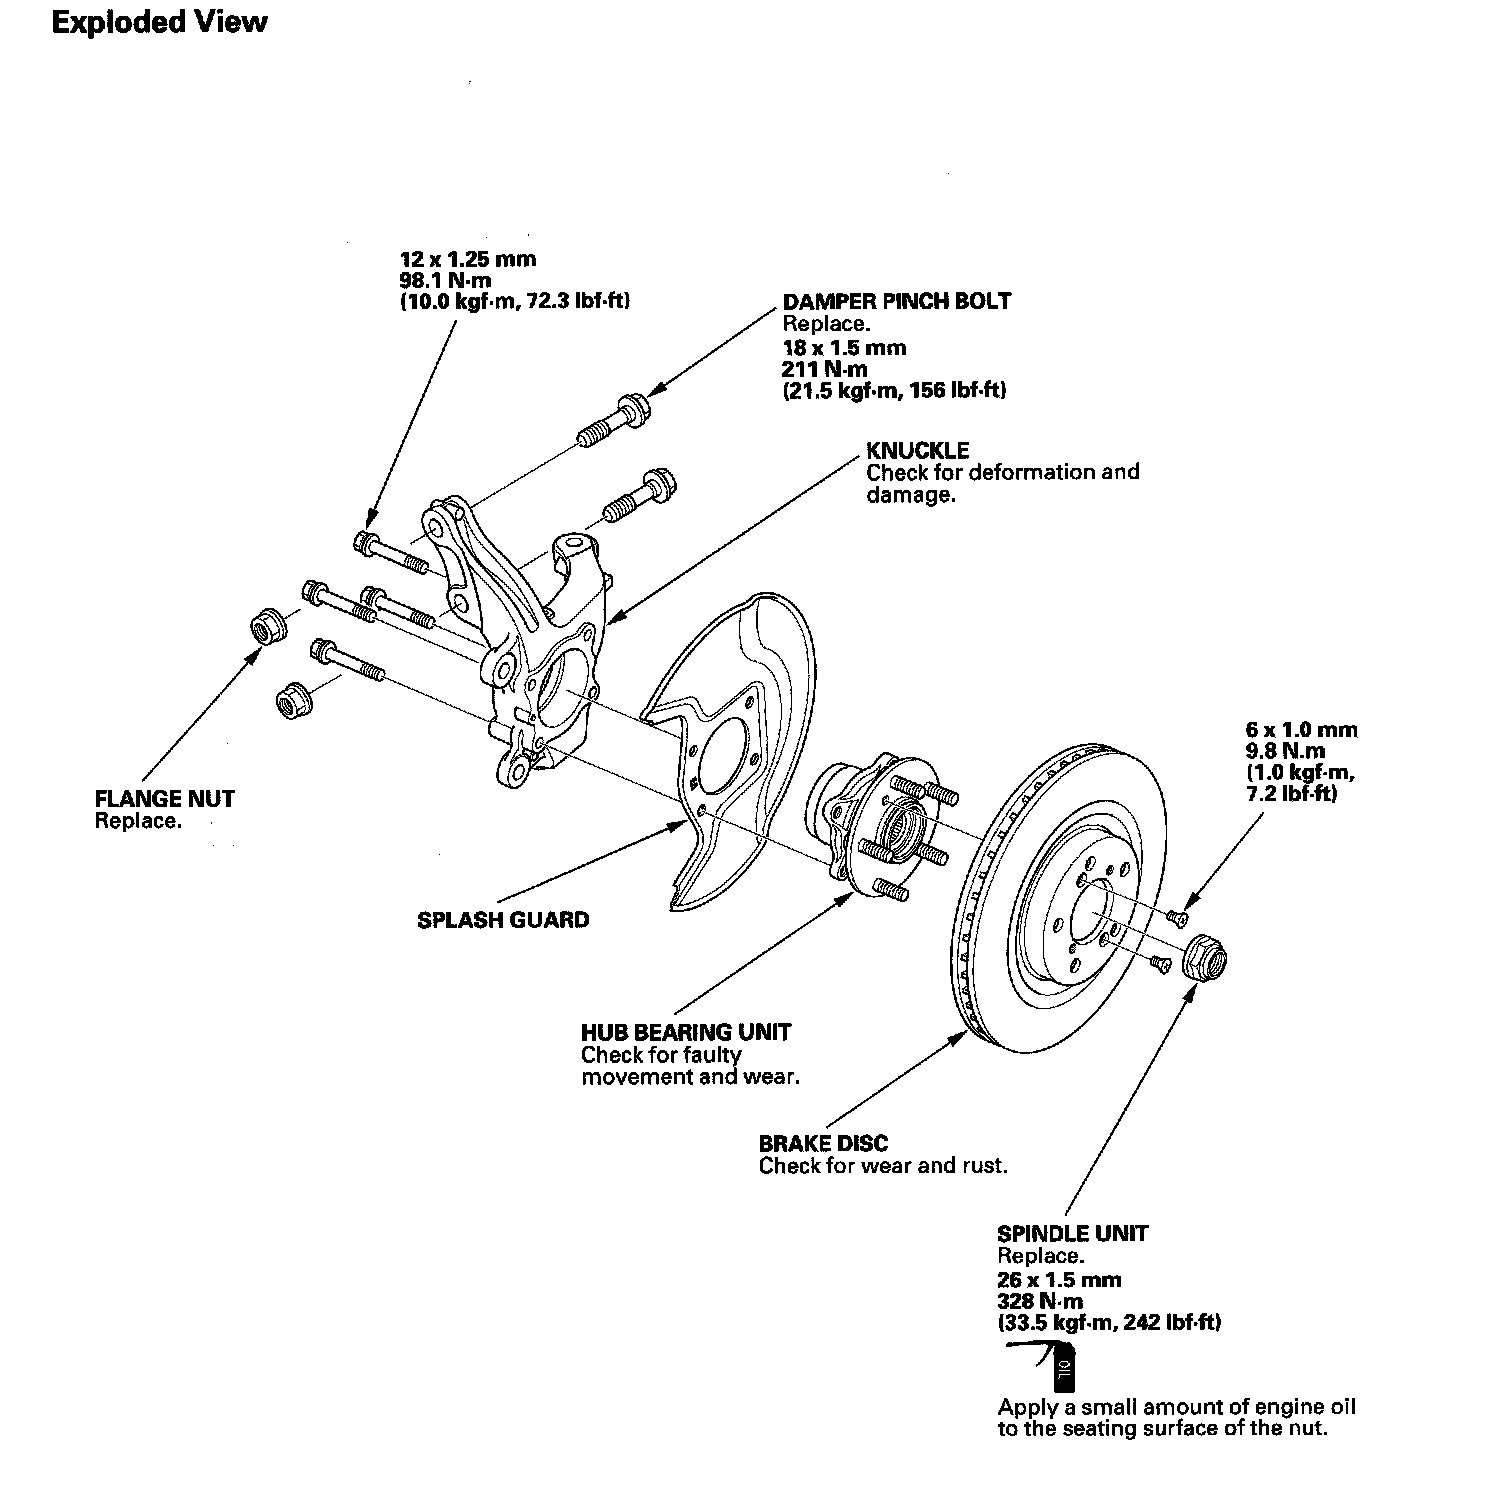 Exploded View
12 x 1.25 mm
98.1 N·m
(10.0 kgf·m, 72.3 lbf·ft)
DAMPER PINCH BOLT
Replace.
18 x 1.5 mm
211 N·m
(21.5 kgf·m, 156 lbf·ft)
KNUCKLE
Check for deformation and
damage.
6 x 1.0 mm
9.8 N.m
(1.0 kgf·m,
7.2 lbf·ft)
FLANGE NUT
Replace.
SPLASH GUARD
HUB BEARING UNIT
Check for faulty
movement and wear.
BRAKE DISC
Check for wear and rust.
SPINDLE UNIT
Replace.
26 x 1.5 mm
328 N·m
(33.5 kgf·m, 242 lbf·ft)
OIL
Apply a small amount of engine oil
to the seating surface of the nut.